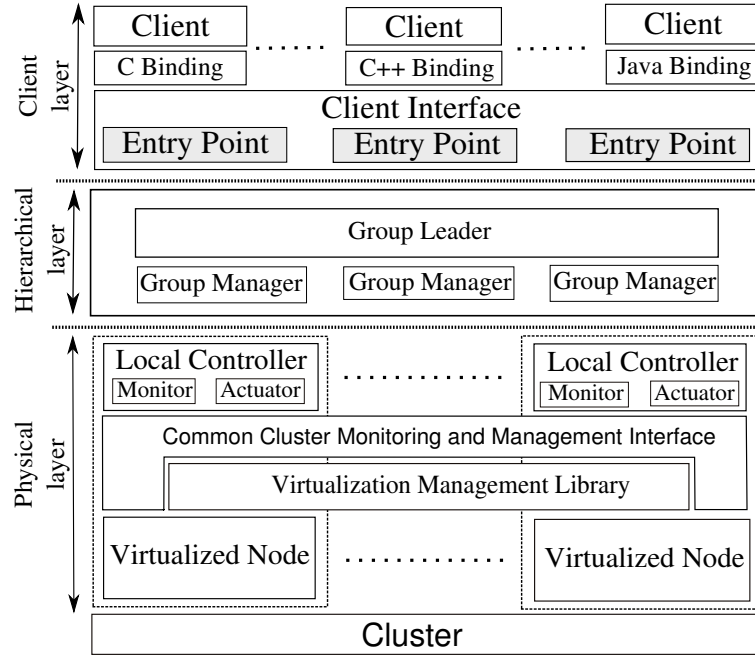 Client layer
Client
Client
Client
C Binding
C++ Binding
Java Binding
Client Interface
Entry Point
Entry Point
Entry Point
Hierarchical layer
Group Leader
Group Manager
Group Manager
Group Manager
Physical layer
Local Controller
Monitor
Actuator
Local Controller
Monitor
Actuator
Common Cluster Monitoring and Management Interface
Virtualization Management Library
Virtualized Node
Virtualized Node
Cluster